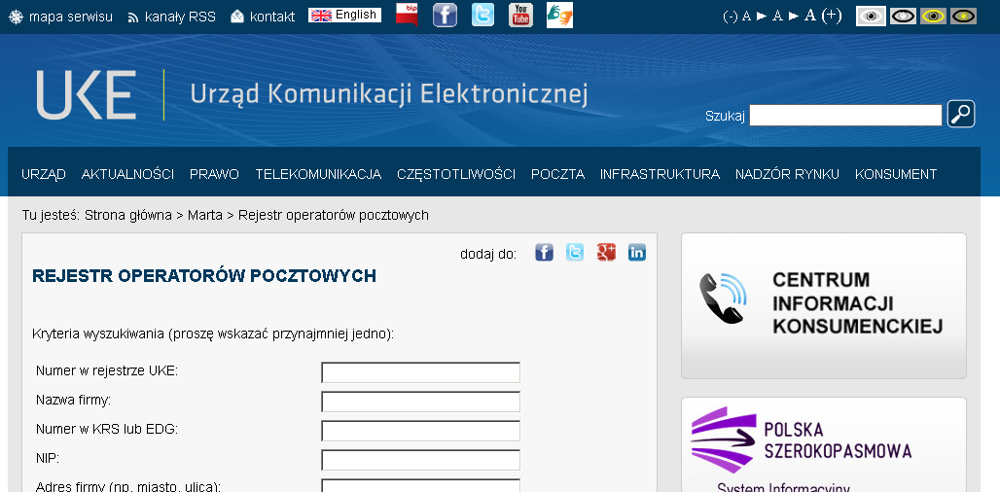 mapa serwisu kanały RSS kontakt English bip f t You Tube (-) A A A (+)
UKE Urząd Komunikacji Elektronicznej
Szukaj
URZĄD AKTUALNOŚCI PRAWO TELEKOMUNIKACJA CZĘSTOTLIWOŚCI POCZTA INFRASTRUKTURA NADZÓR RYNKU KONSUMENT
Tu jesteś: Strona główna > Marta > Rejestr operatorów pocztowych
dodaj do: f t g+ in
REJESTR OPERATORÓW POCZTOWYCH
Kryteria wyszukiwania (proszę wskazać przynajmniej jedno):
Numer w rejestrze UKE:
Nazwa firmy:
Numer w KRS lub EDG:
NIP:
Adres firmy (np. miasto, ulica):
CENTRUM
INFORMACJI
KONSUMENCKIEJ
POLSKA
SZEROKOPASMOWA
System Informacyjny